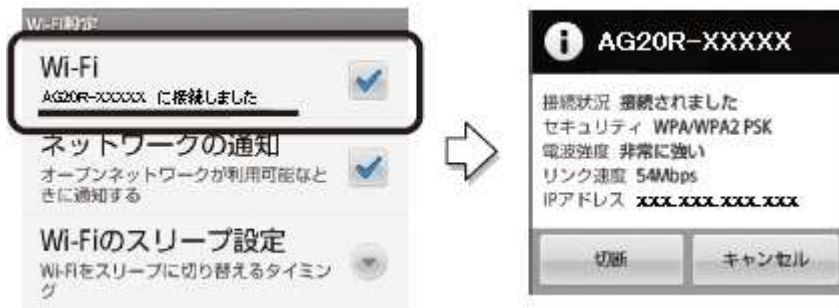 Wi-Fi設定
Wi-Fi
AG20R-XXXXX に接続しました
ネットワークの通知
オープンネットワークが利用可能なと
きに通知する
Wi-Fiのスリープ設定
Wi-Fiをスリープに切り替えるタイミン
グ
AG20R-XXXXX
接続状況 接続されました
セキュリティ WPA/WPA2 PSK
電波強度 非常に強い
リンク速度 54Mbps
IPアドレス xxx.xxx.xxx.xxx
切断
キャンセル